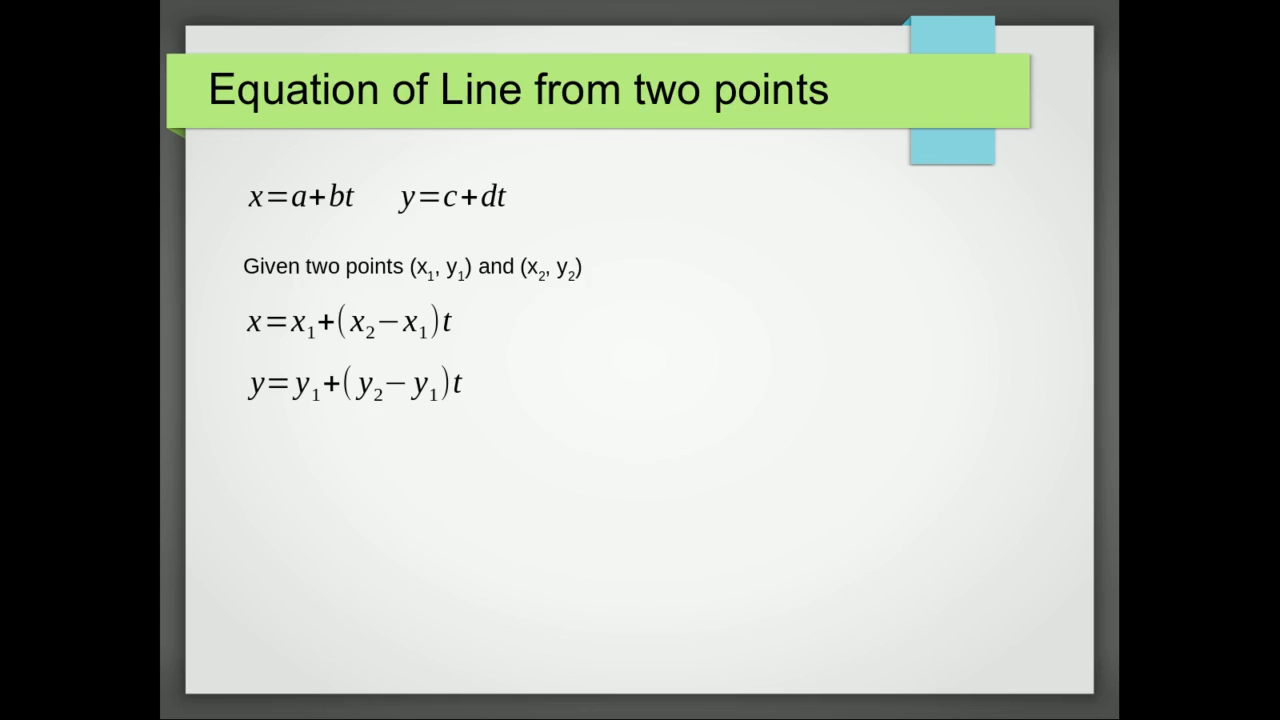 Equation of Line from two points
x=a+bt y=c+dt
Given two points (x₁, y₁) and (x₂, y₂)
x=x₁+(x₂−x₁)t
y=y₁+(y₂−y₁)t